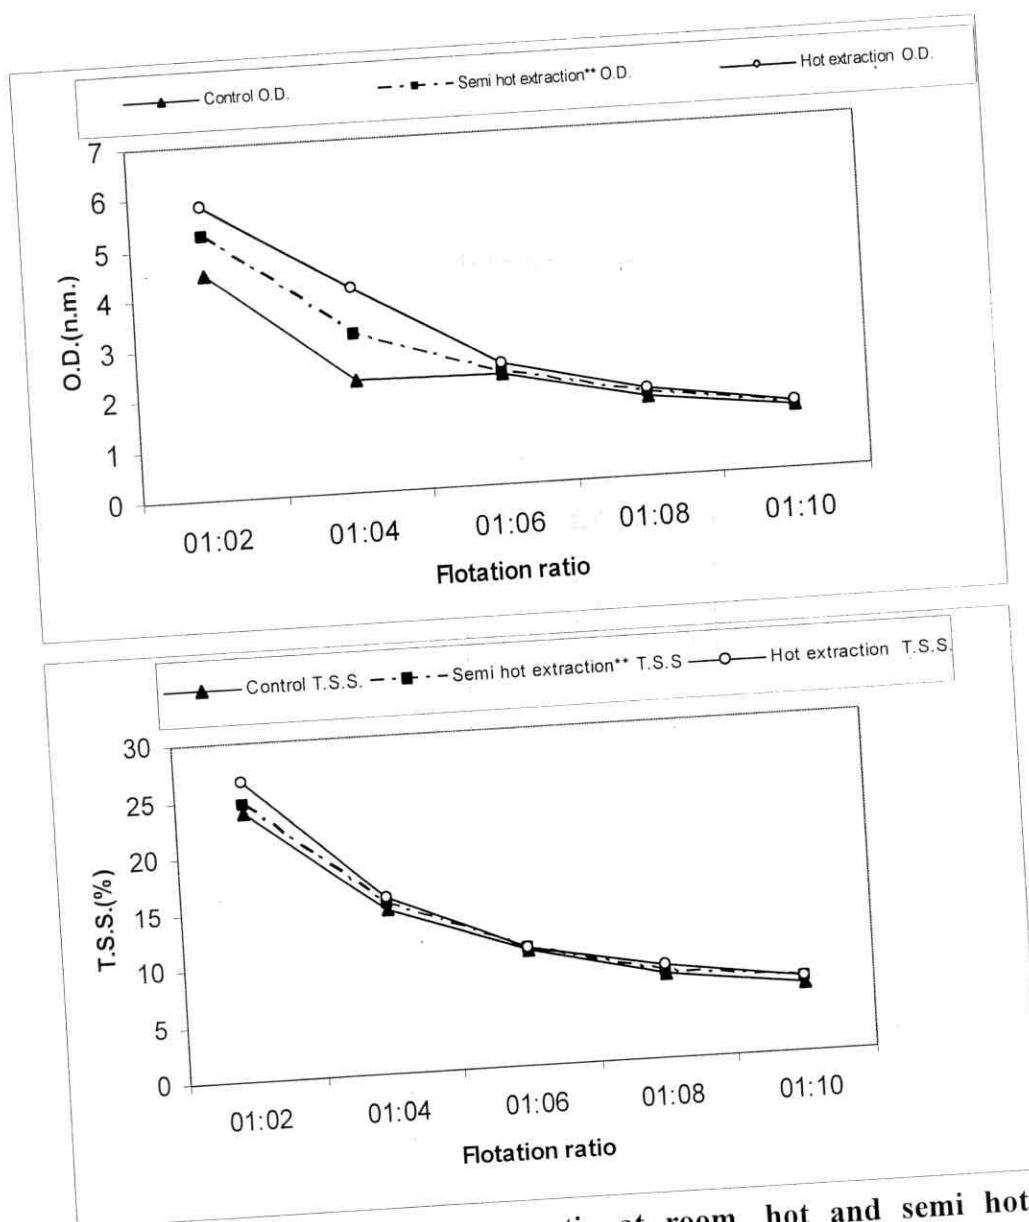 Control O.D. Semi hot extraction** O.D. Hot extraction O.D.
7
6
5
4
3
2
1
0
O.D.(n.m.)
01:02 01:04 01:06 01:08 01:10
Flotation ratio
Control T.S.S. Semi hot extraction** T.S.S Hot extraction T.S.S.
30
25
20
15
10
5
0
T.S.S.(%)
01:02 01:04 01:06 01:08 01:10
Flotation ratio
at room, hot and semi hot